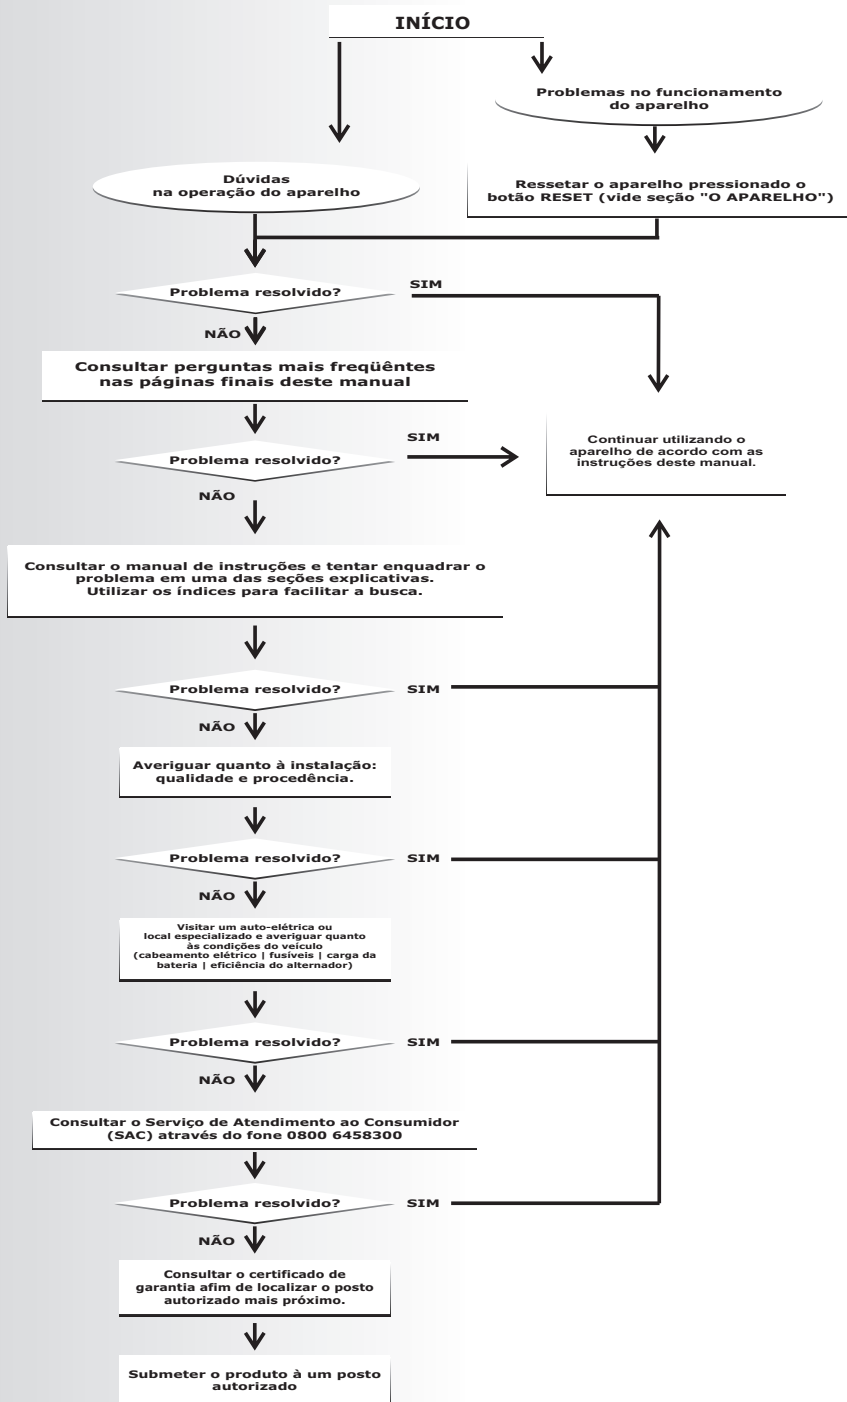 INÍCIO
Problemas no funcionamento
do aparelho
Dúvidas
na operação do aparelho
Ressetar o aparelho pressionado o
botão RESET (vide seção "O APARELHO")
Problema resolvido?
SIM
NÃO
Consultar perguntas mais freqüêntes
nas páginas finais deste manual
Problema resolvido?
SIM
Continuar utilizando o
aparelho de acordo com as
instruções deste manual.
NÃO
Consultar o manual de instruções e tentar enquadrar o
problema em uma das seções explicativas.
Utilizar os índices para facilitar a busca.
Problema resolvido?
SIM
NÃO
Averiguar quanto à instalação:
qualidade e procedência.
Problema resolvido?
SIM
NÃO
Visitar um auto-elétrica ou
local especializado e averiguar quanto
às condições do veículo
(cabeamento elétrico | fusíveis | carga da
bateria | eficiência do alternador)
Problema resolvido?
SIM
NÃO
Consultar o Serviço de Atendimento ao Consumidor
(SAC) através do fone 0800 6458300
Problema resolvido?
SIM
NÃO
Consultar o certificado de
garantia afim de localizar o posto
autorizado mais próximo.
Submeter o produto à um posto
autorizado